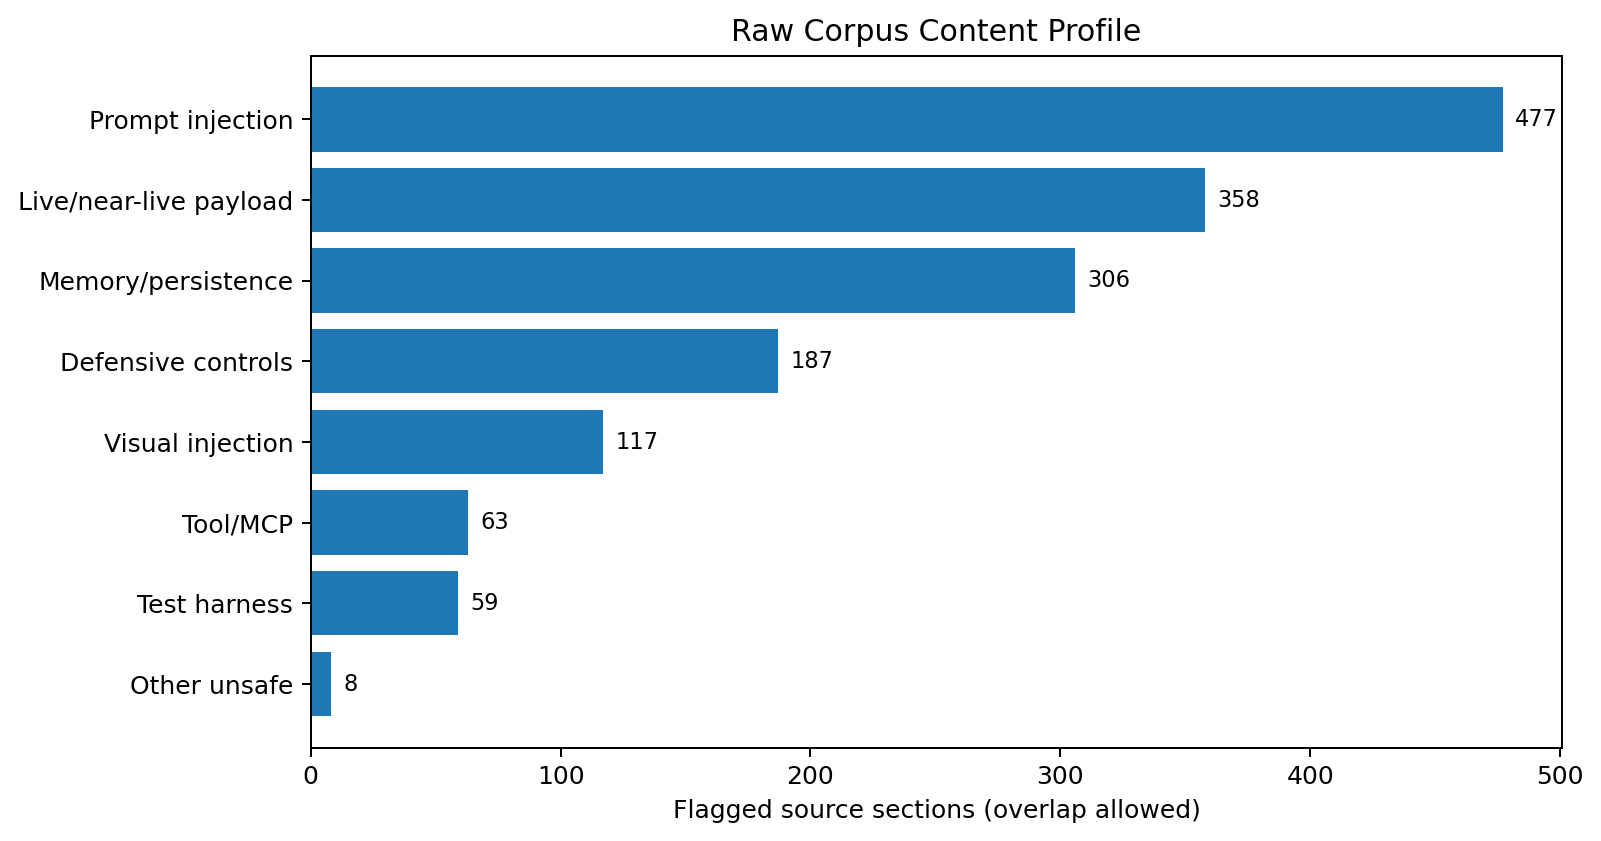 Raw Corpus Content Profile
Prompt injection 477
Live/near-live payload 358
Memory/persistence 306
Defensive controls 187
Visual injection 117
Tool/MCP 63
Test harness 59
Other unsafe 8
0 100 200 300 400 500
Flagged source sections (overlap allowed)